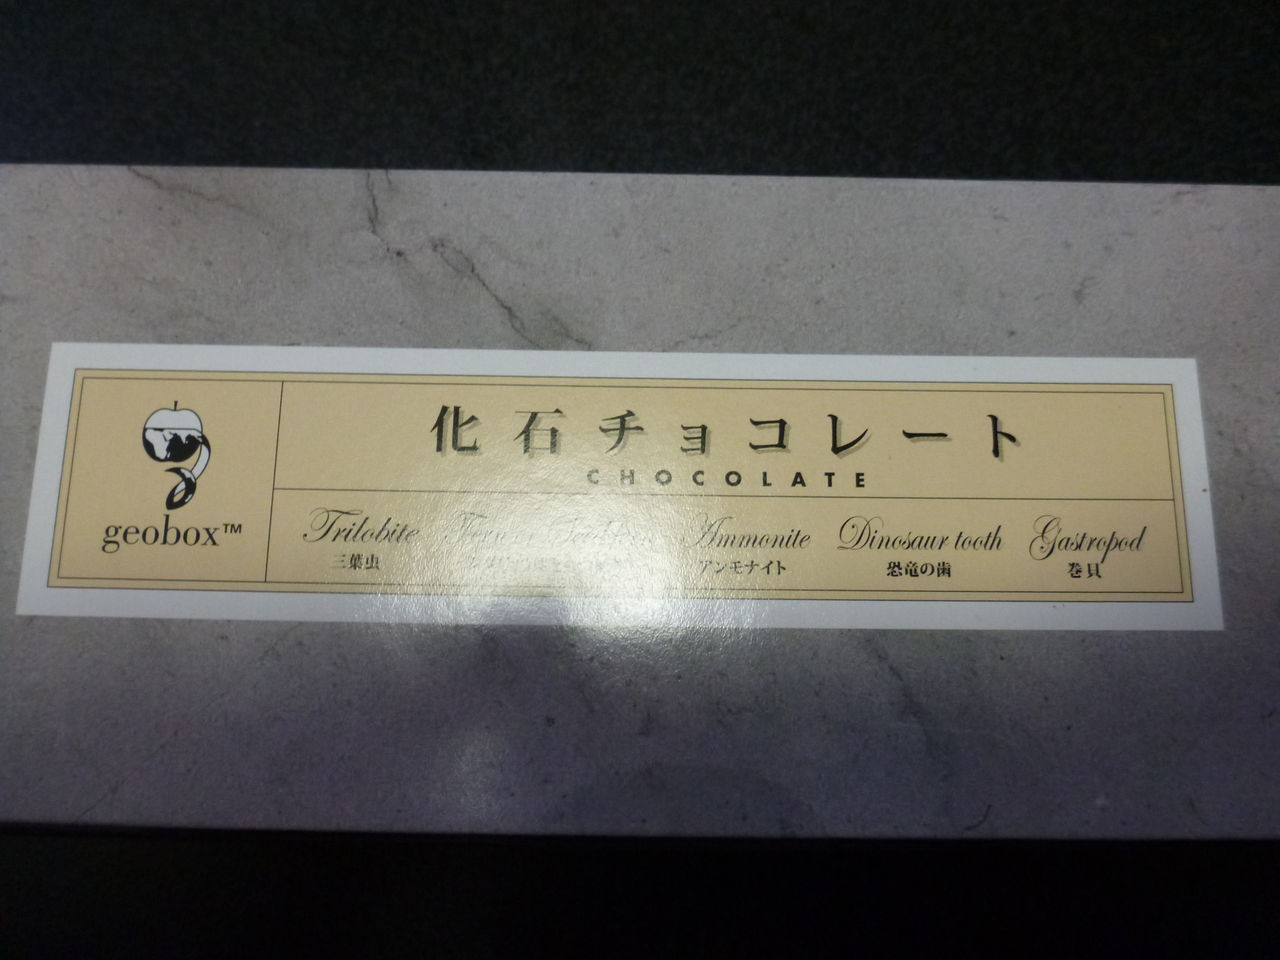 geobox™
化石チョコレート
CHOCOLATE
Trilobite Ammonite Dinosaur tooth Gastropod
三葉虫 アンモナイト 恐竜の歯 巻貝